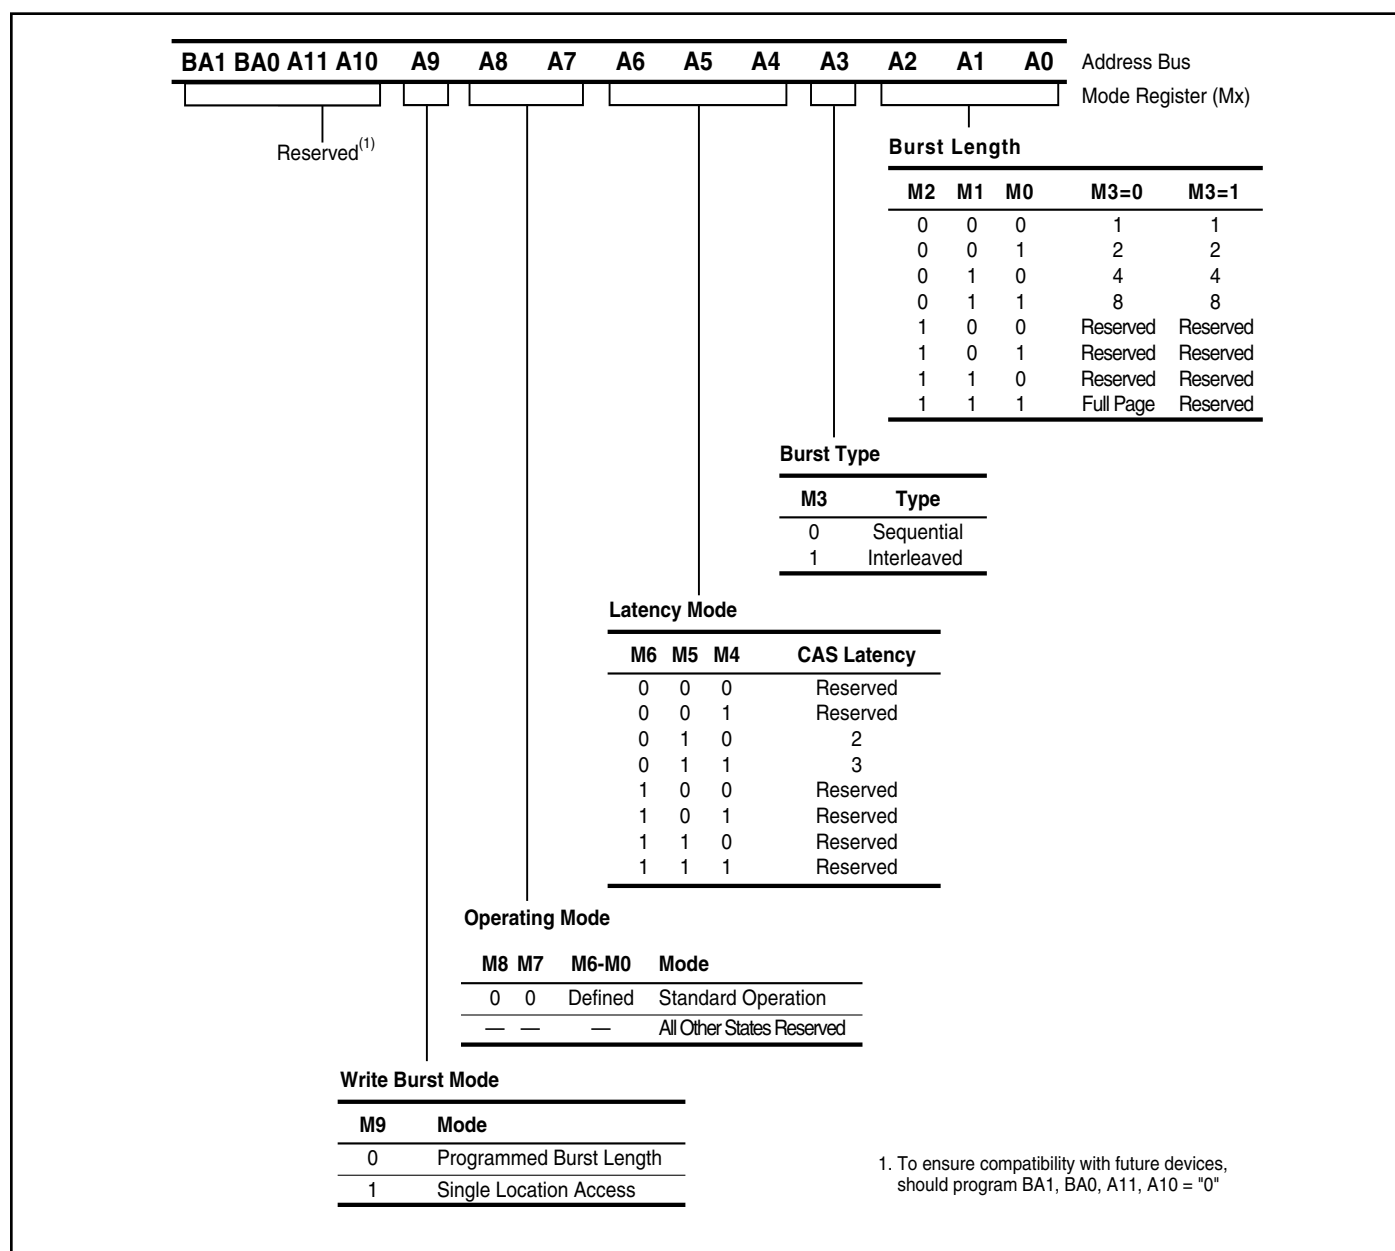 BA1 BA0 A11 A10 A9 A8 A7 A6 A5 A4 A3 A2 A1 A0 Address Bus
Mode Register (Mx)
Reserved(1)
Burst Length
M2 M1 M0 M3=0 M3=1
0 0 0 1 1
0 0 1 2 2
0 1 0 4 4
0 1 1 8 8
1 0 0 Reserved Reserved
1 0 1 Reserved Reserved
1 1 0 Reserved Reserved
1 1 1 Full Page Reserved
Burst Type
M3 Type
0 Sequential
1 Interleaved
Latency Mode
M6 M5 M4 CAS Latency
0 0 0 Reserved
0 0 1 Reserved
0 1 0 2
0 1 1 3
1 0 0 Reserved
1 0 1 Reserved
1 1 0 Reserved
1 1 1 Reserved
Operating Mode
M8 M7 M6-M0 Mode
0 0 Defined Standard Operation
— — — All Other States Reserved
Write Burst Mode
M9 Mode
0 Programmed Burst Length
1 Single Location Access
1. To ensure compatibility with future devices,
should program BA1, BA0, A11, A10 = "0"